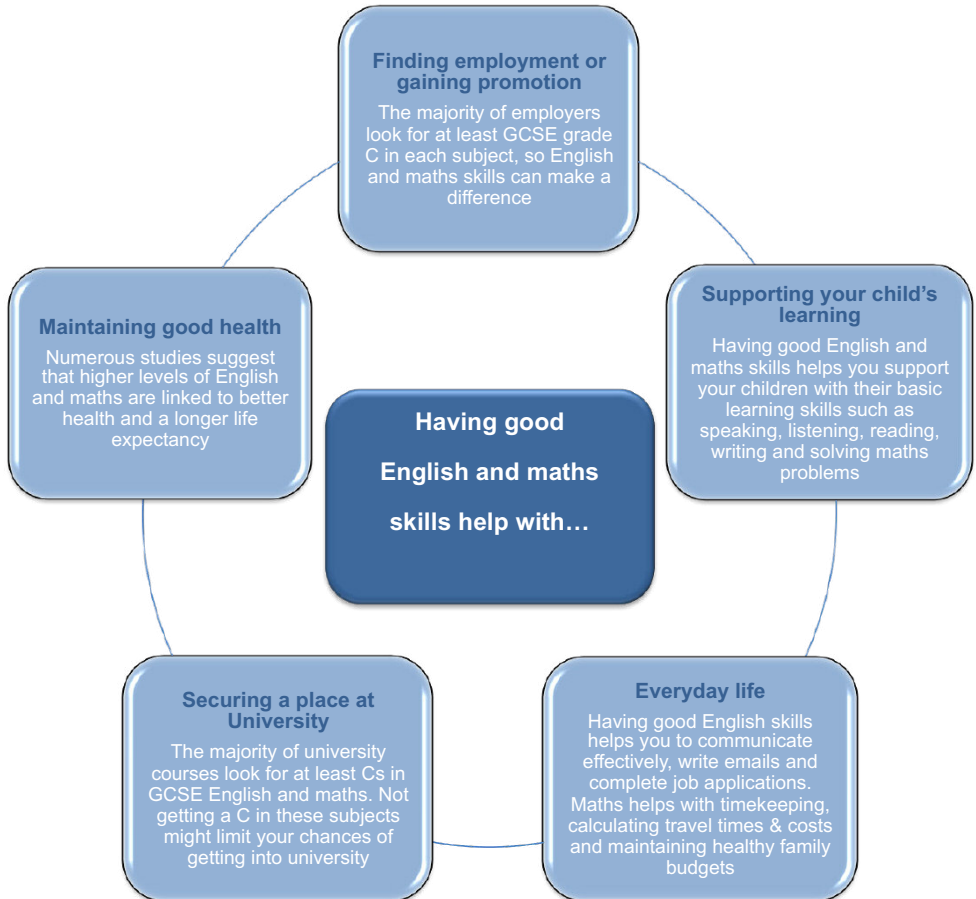 Finding employment or
gaining promotion
The majority of employers
look for at least GCSE grade
C in each subject, so English
and maths skills can make a
difference
Supporting your child’s
learning
Having good English and
maths skills helps you support
your children with their basic
learning skills such as
speaking, listening, reading,
writing and solving maths
problems
Maintaining good health
Numerous studies suggest
that higher levels of English
and maths are linked to better
health and a longer life
expectancy
Having good
English and maths
skills help with…
Securing a place at
University
The majority of university
courses look for at least Cs in
GCSE English and maths. Not
getting a C in these subjects
might limit your chances of
getting into university
Everyday life
Having good English skills
helps you to communicate
effectively, write emails and
complete job applications.
Maths helps with timekeeping,
calculating travel times & costs
and maintaining healthy family
budgets